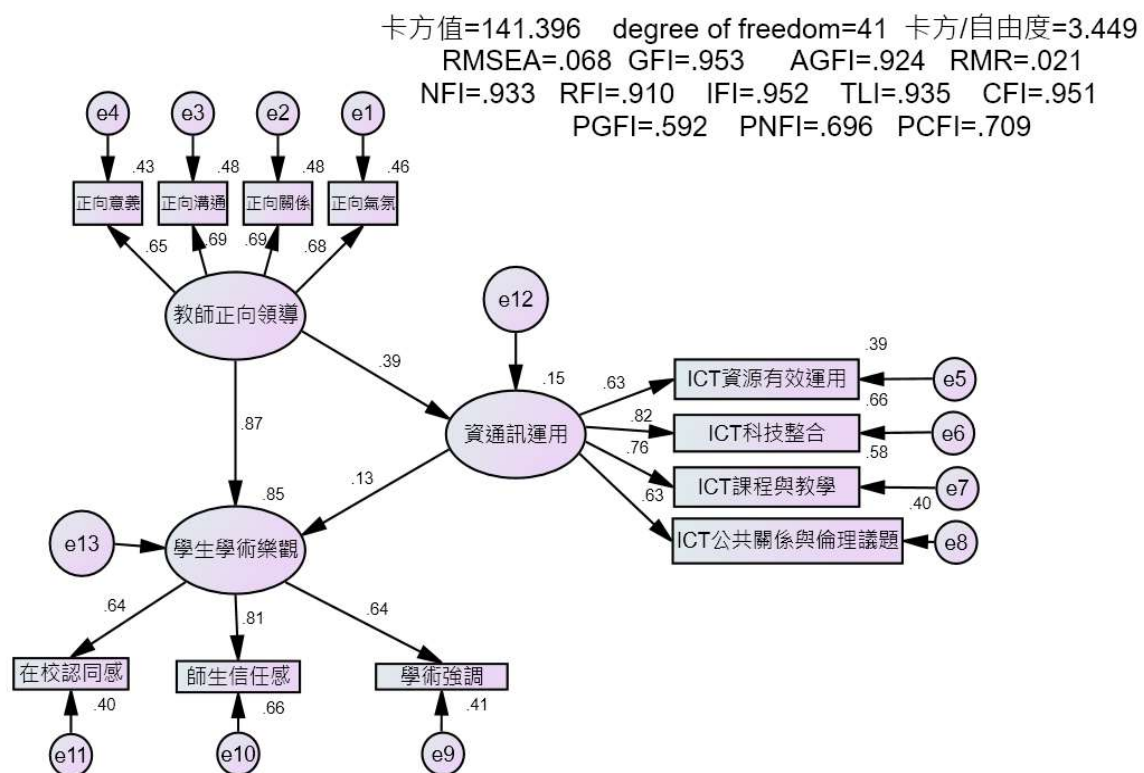 卡方值=141.396 degree of freedom=41 卡方/自由度=3.449
RMSEA=.068 GFI=.953 AGFI=.924 RMR=.021
NFI=.933 RFI=.910 IFI=.952 TLI=.935 CFI=.951
PGFI=.592 PNFI=.696 PCFI=.709
e4 e3 e2 e1
.43 .48 .48 .46
正向意義 正向溝通 正向關係 正向氣氛
.65 .69 .69 .68
教師正向領導
e12
.39
.15
.87
資通訊運用
.39
.63 ICT資源有效運用 e5
.66
.82 ICT科技整合 e6
.58
.76 ICT課程與教學 e7
.40
.63 ICT公共關係與倫理議題 e8
.13
.85
e13 學生學術樂觀
.64 .81 .64
在校認同感 師生信任感 學術強調
.40 .66 .41
e11 e10 e9